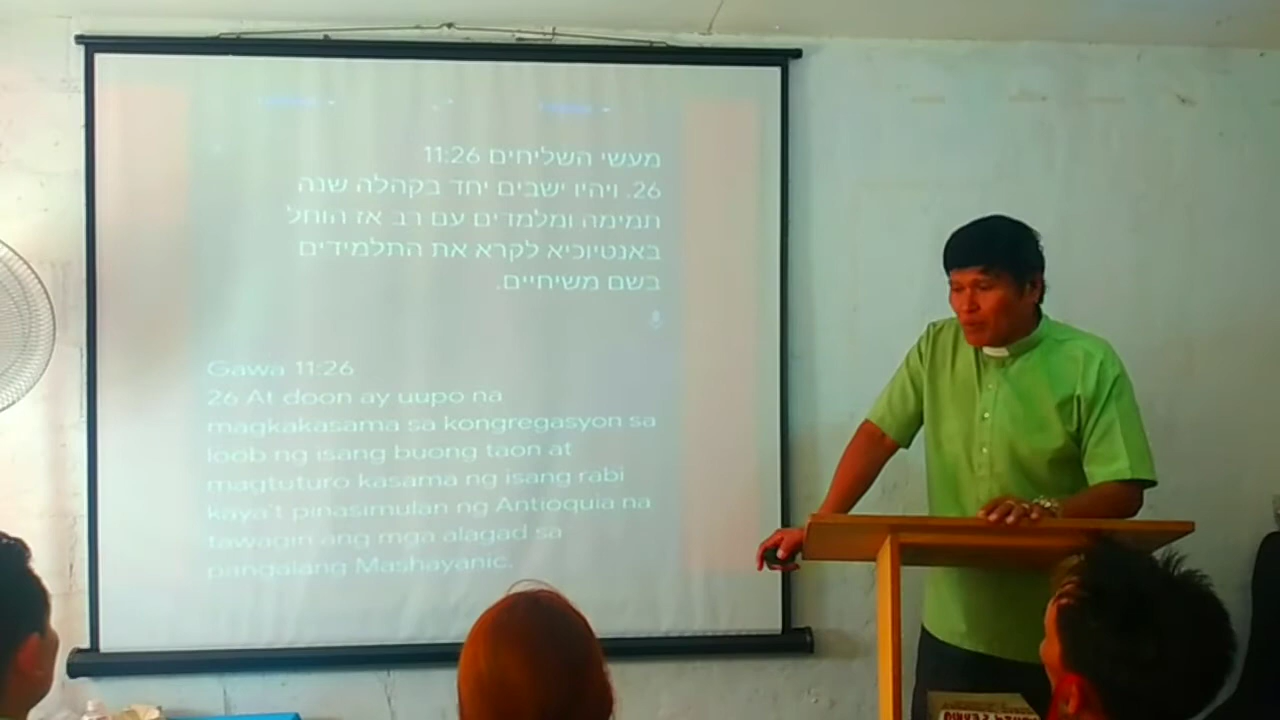 מעשי השליחים 11:26
26. ויהיו ישבים יחד בקהלה שנה
תמימה ומלמדים עם רב אז הוחל
באנטיוכיא לקרא את התלמידים
בשם משיחיים.
Gawa 11:26
26 At doon ay uupo na
magkakasama sa kongregasyon sa
loob ng isang buong taon at
magtuturo kasama ng isang rabi
kaya't pinasimulan ng Antioquia na
tawagin ang mga alagad sa
pangalang Mashayanic.